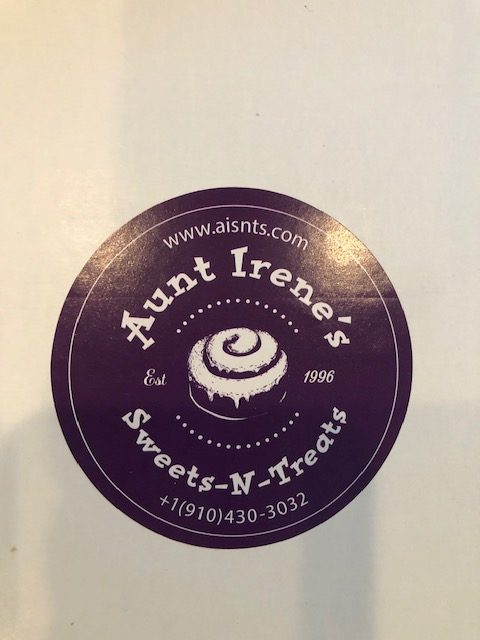 www.aisnts.com
Aunt Irene's
Est 1996
Sweets-N-Treats
+1(910)430-3032